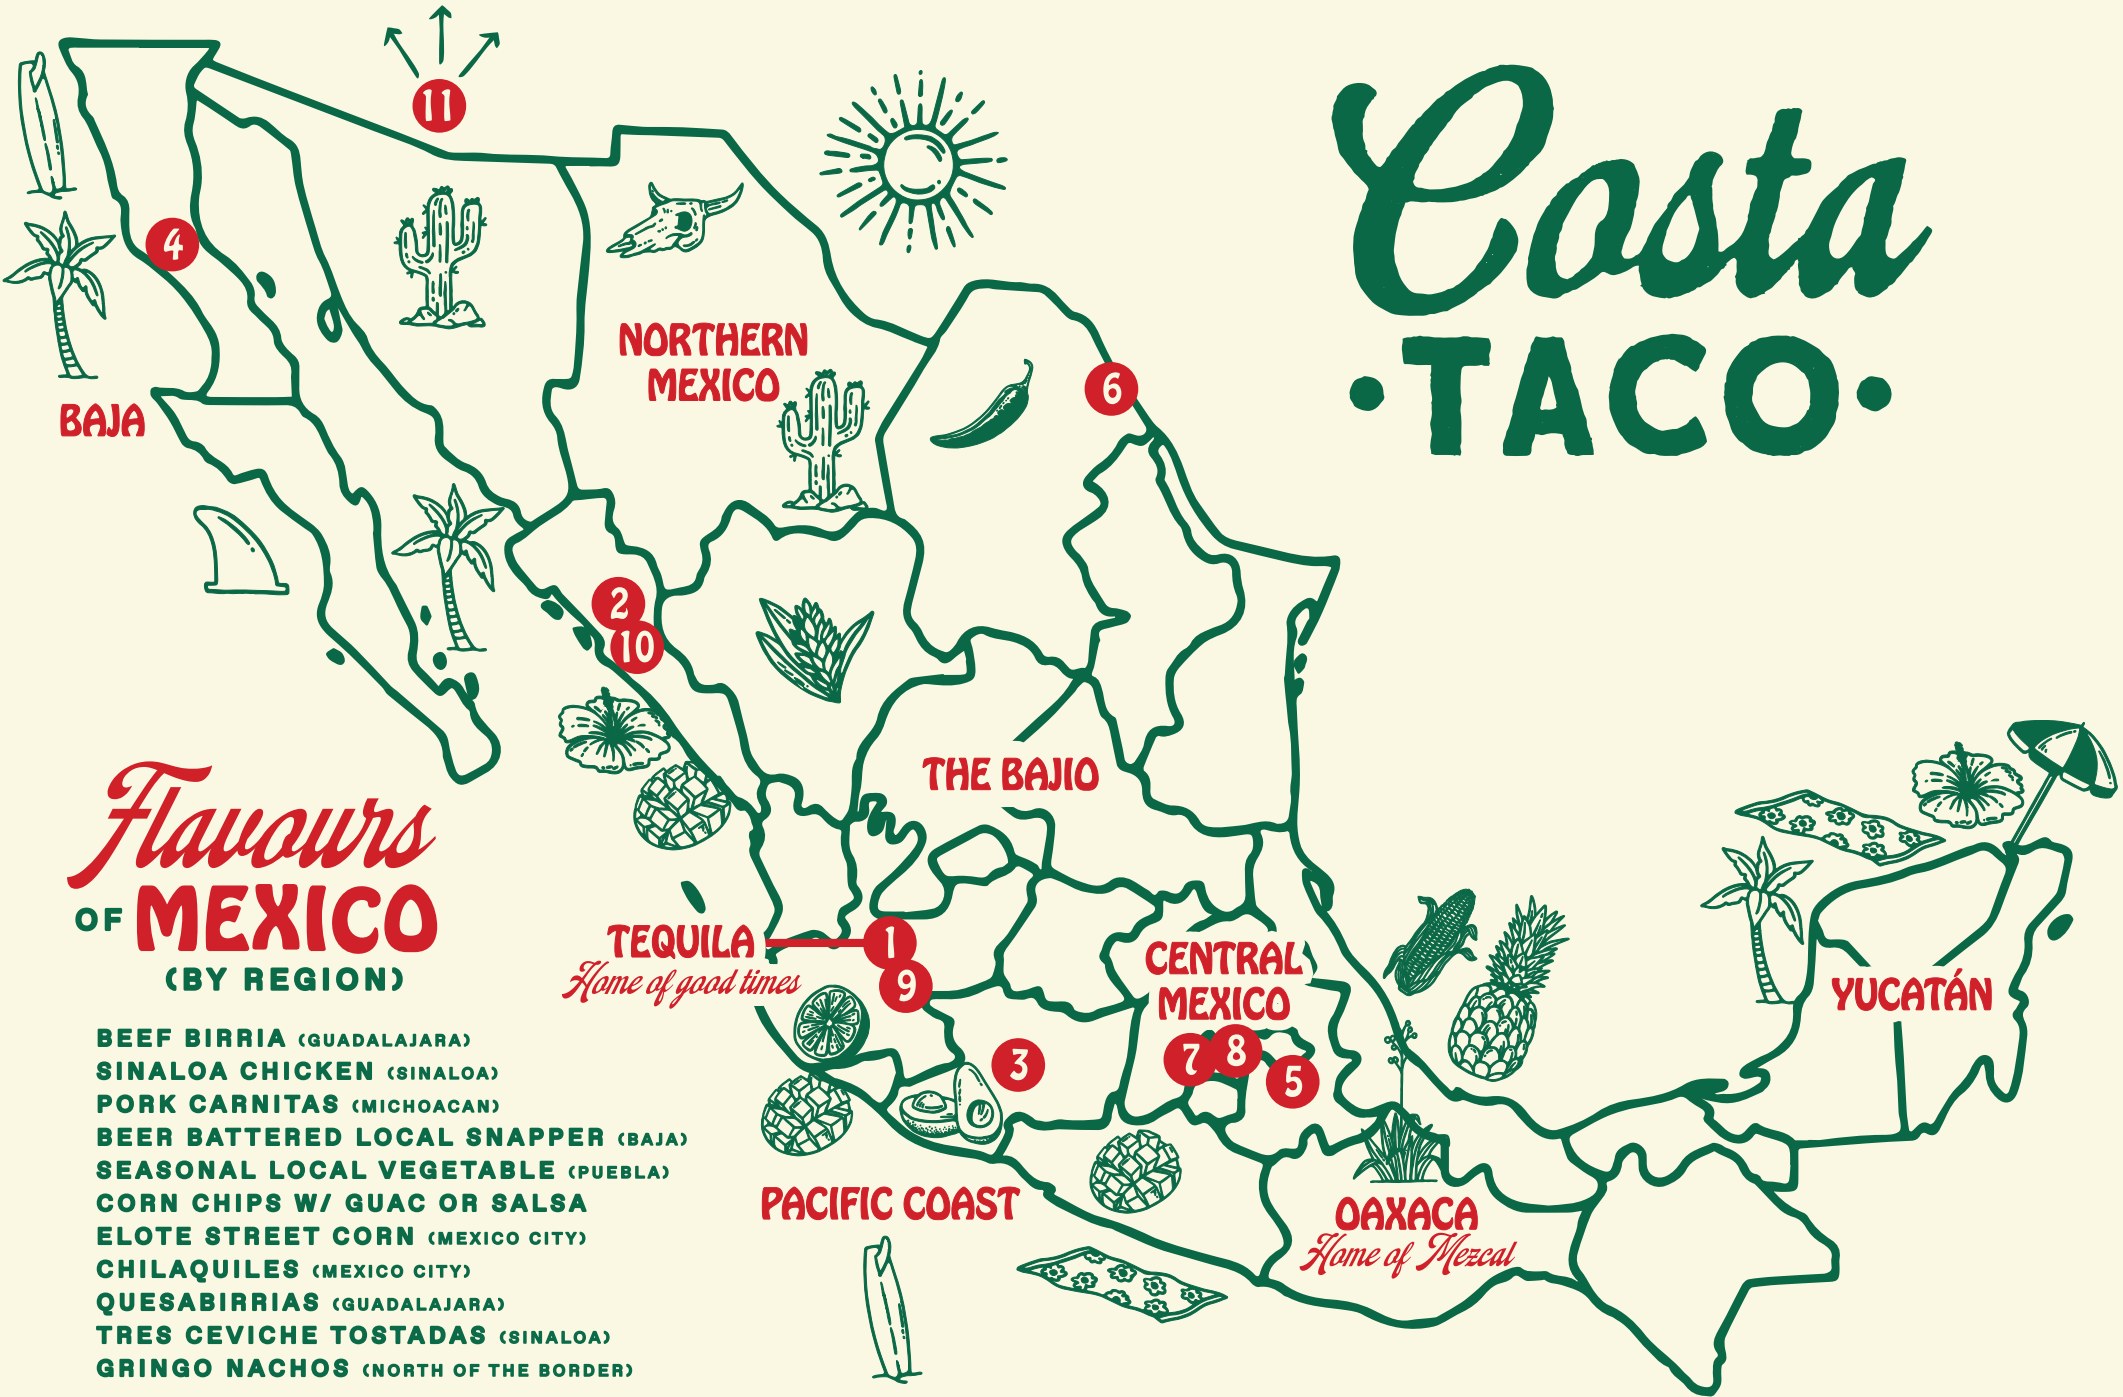 Costa
•TACO•
11
4
NORTHERN
MEXICO
6
BAJA
2
10
THE BAJIO
Flavours
OF MEXICO
(BY REGION)
TEQUILA
Home of good times
1
9
CENTRAL
MEXICO
YUCATÁN
3
7
8
5
PACIFIC COAST
OAXACA
Home of Mezcal
BEEF BIRRIA (GUADALAJARA)
SINALOA CHICKEN (SINALOA)
PORK CARNITAS (MICHOACAN)
BEER BATTERED LOCAL SNAPPER (BAJA)
SEASONAL LOCAL VEGETABLE (PUEBLA)
CORN CHIPS W/ GUAC OR SALSA
ELOTE STREET CORN (MEXICO CITY)
CHILAQUILES (MEXICO CITY)
QUESABIRRIAS (GUADALAJARA)
TRES CEVICHE TOSTADAS (SINALOA)
GRINGO NACHOS (NORTH OF THE BORDER)